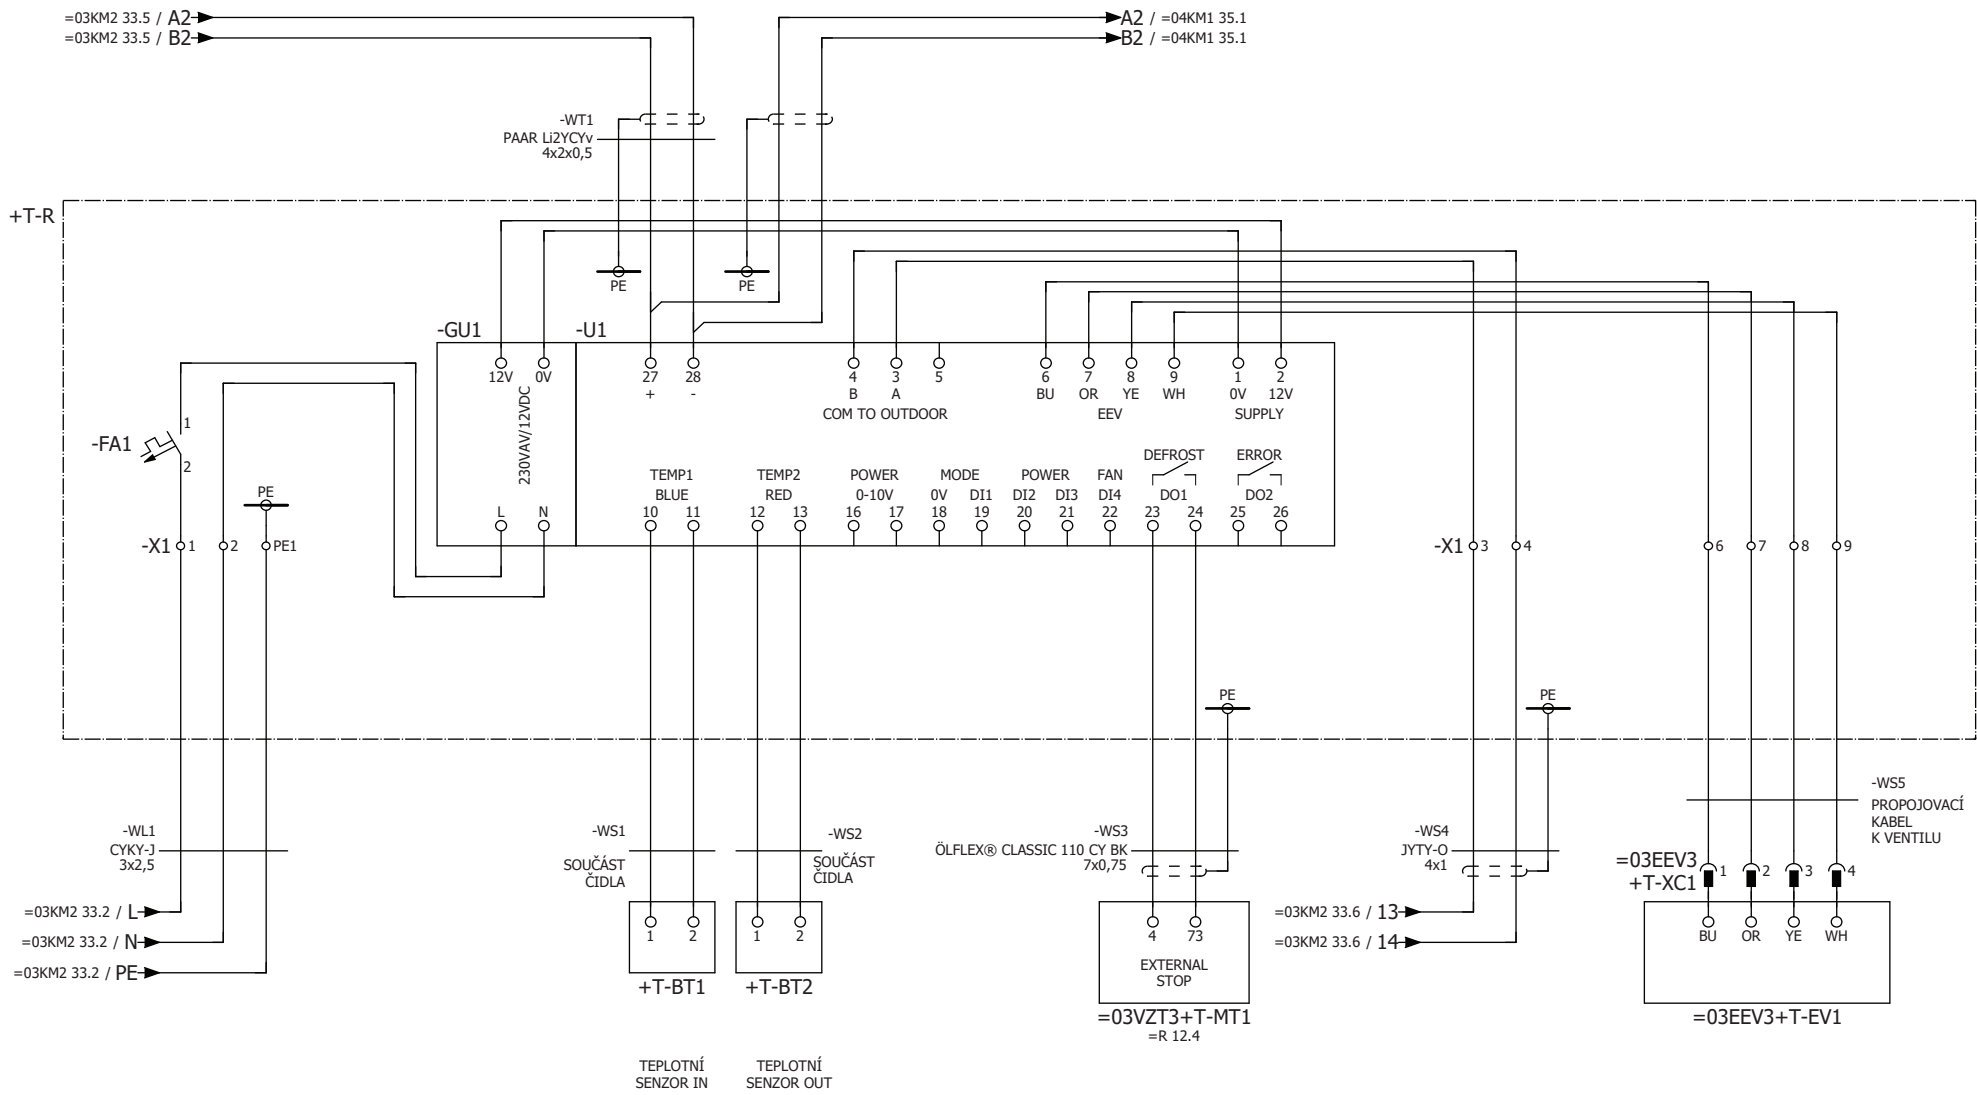 =03KM2 33.5 / A2
=03KM2 33.5 / B2
A2 / =04KM1 35.1
B2 / =04KM1 35.1
-WT1
PAAR Li2YCYv
4x2x0,5
+T-R
PE
PE
-GU1
-U1
12V
0V
230VAV/12VDC
L
N
27
+
28
-
4
3
5
B
A
COM TO OUTDOOR
6
7
8
9
BU
OR
YE
WH
EEV
1
2
0V
12V
SUPPLY
TEMP1
BLUE
10
11
TEMP2
RED
12
13
POWER
0-10V
16
17
MODE
0V
DI1
18
19
POWER
DI2
DI3
20
21
FAN
DI4
22
DEFROST
DO1
23
24
ERROR
DO2
25
26
-FA1
1
2
PE
-X1
1
2
PE1
-X1
3
4
6
7
8
9
PE
PE
-WL1
CYKY-J
3x2,5
-WS1
SOUČÁST
ČIDLA
-WS2
SOUČÁST
ČIDLA
-WS3
ÖLFLEX® CLASSIC 110 CY BK
7x0,75
-WS4
JYTY-O
4x1
-WS5
PROPOJOVACÍ
KABEL
K VENTILU
=03EEV3
+T-XC1
1
2
3
4
=03KM2 33.2 / L
=03KM2 33.2 / N
=03KM2 33.2 / PE
1
2
+T-BT1
1
2
+T-BT2
4
73
EXTERNAL
STOP
=03VZT3+T-MT1
=R 12.4
=03KM2 33.6 / 13
=03KM2 33.6 / 14
BU
OR
YE
WH
=03EEV3+T-EV1
TEPLOTNÍ
SENZOR IN
TEPLOTNÍ
SENZOR OUT